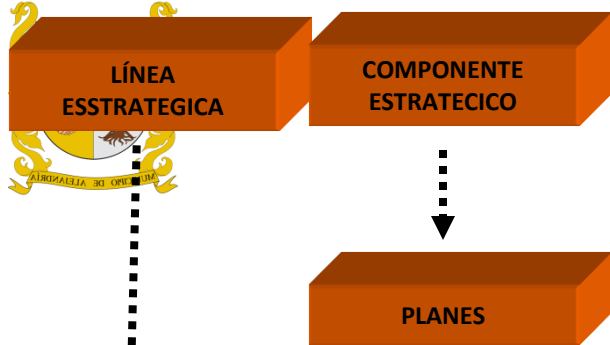 LÍNEA
ESSTRATEGICA
COMPONENTE
ESTRATECICO
MUNICIPIO DE ALEJANDRÍA
PLANES